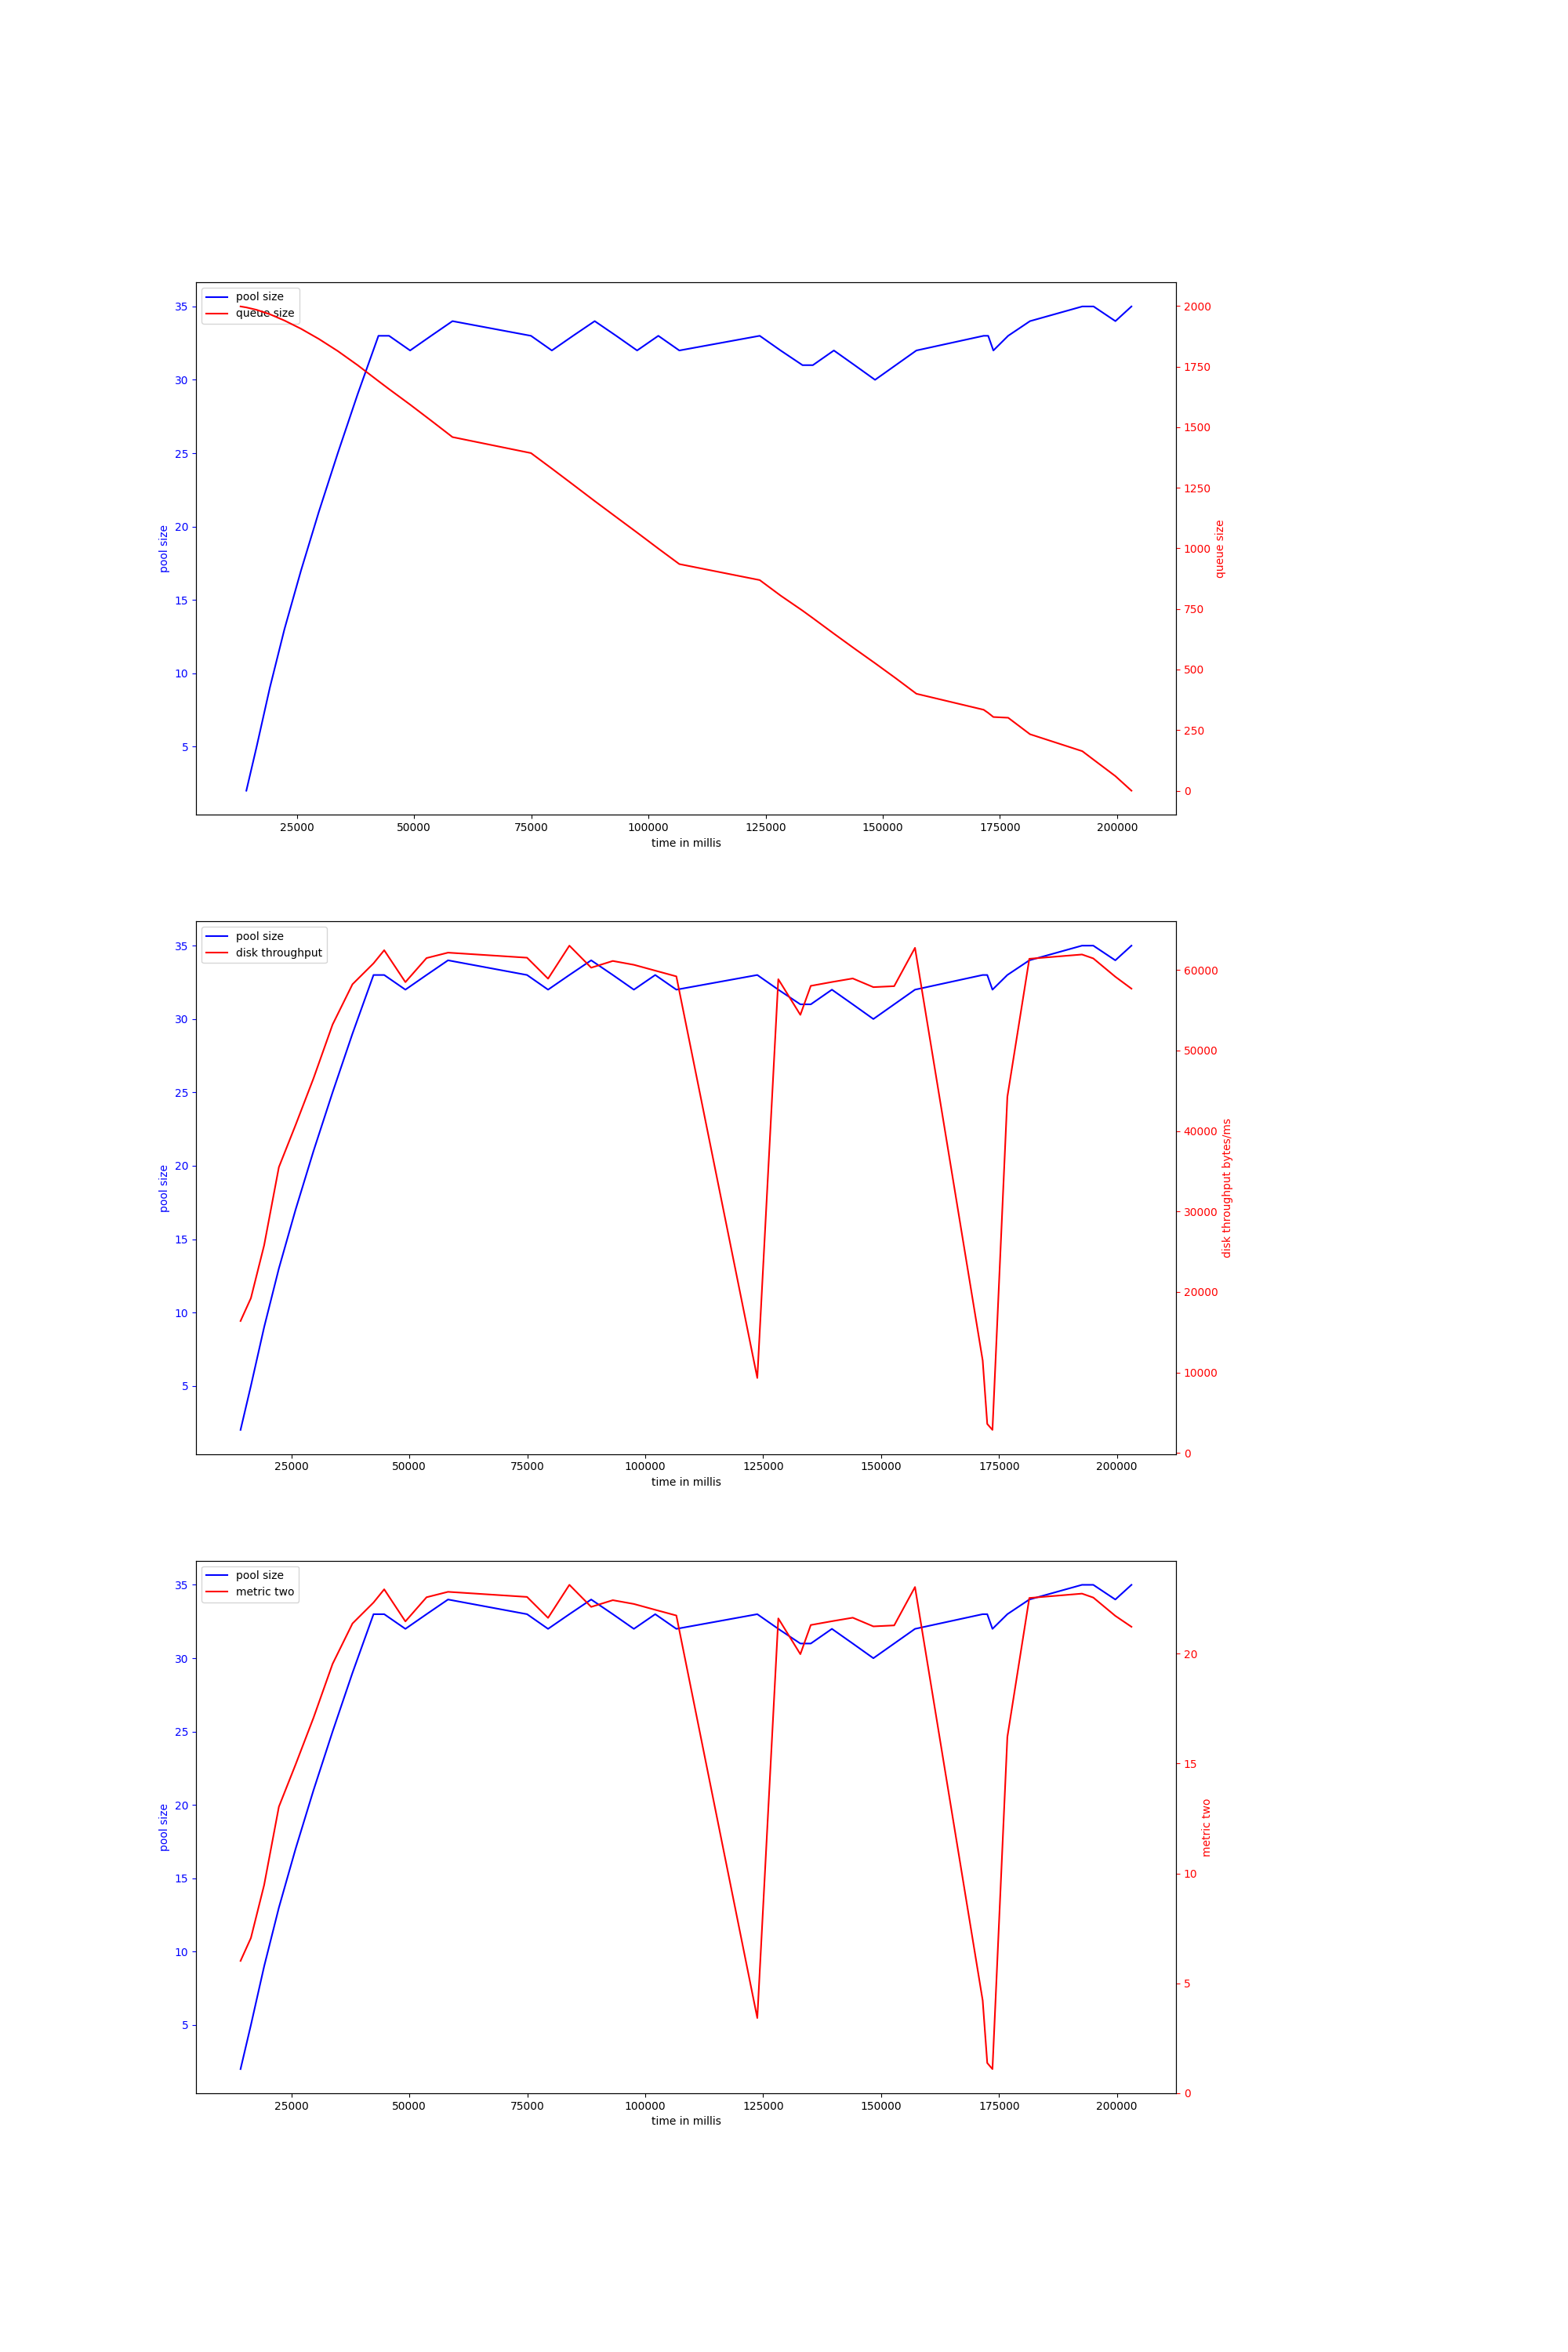 pool size
queue size
35
30
25
20
15
10
5
pool size
2000
1750
1500
1250
1000
750
500
250
0
queue size
25000 50000 75000 100000 125000 150000 175000 200000
time in millis
pool size
disk throughput
35
30
25
20
15
10
5
pool size
60000
50000
40000
30000
20000
10000
0
disk throughput bytes/ms
25000 50000 75000 100000 125000 150000 175000 200000
time in millis
pool size
metric two
35
30
25
20
15
10
5
pool size
20
15
10
5
0
metric two
25000 50000 75000 100000 125000 150000 175000 200000
time in millis